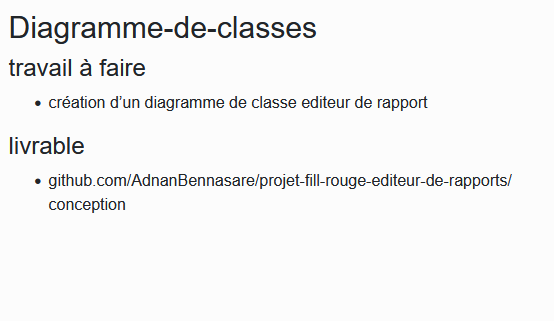 Diagramme-de-classes
travail à faire
• création d’un diagramme de classe editeur de rapport
livrable
• github.com/AdnanBennasare/projet-fill-rouge-editeur-de-rapports/
conception